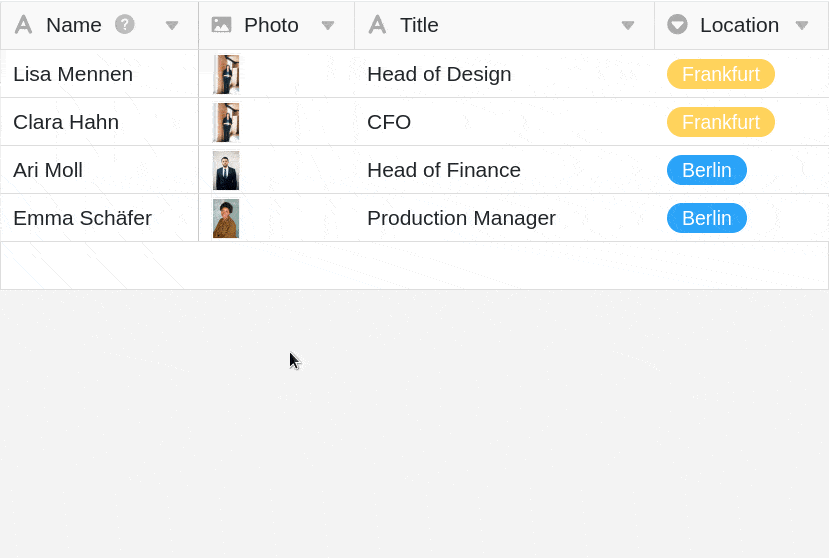 Name ? Photo Title Location
Lisa Mennen Head of Design Frankfurt
Clara Hahn CFO Frankfurt
Ari Moll Head of Finance Berlin
Emma Schäfer Production Manager Berlin